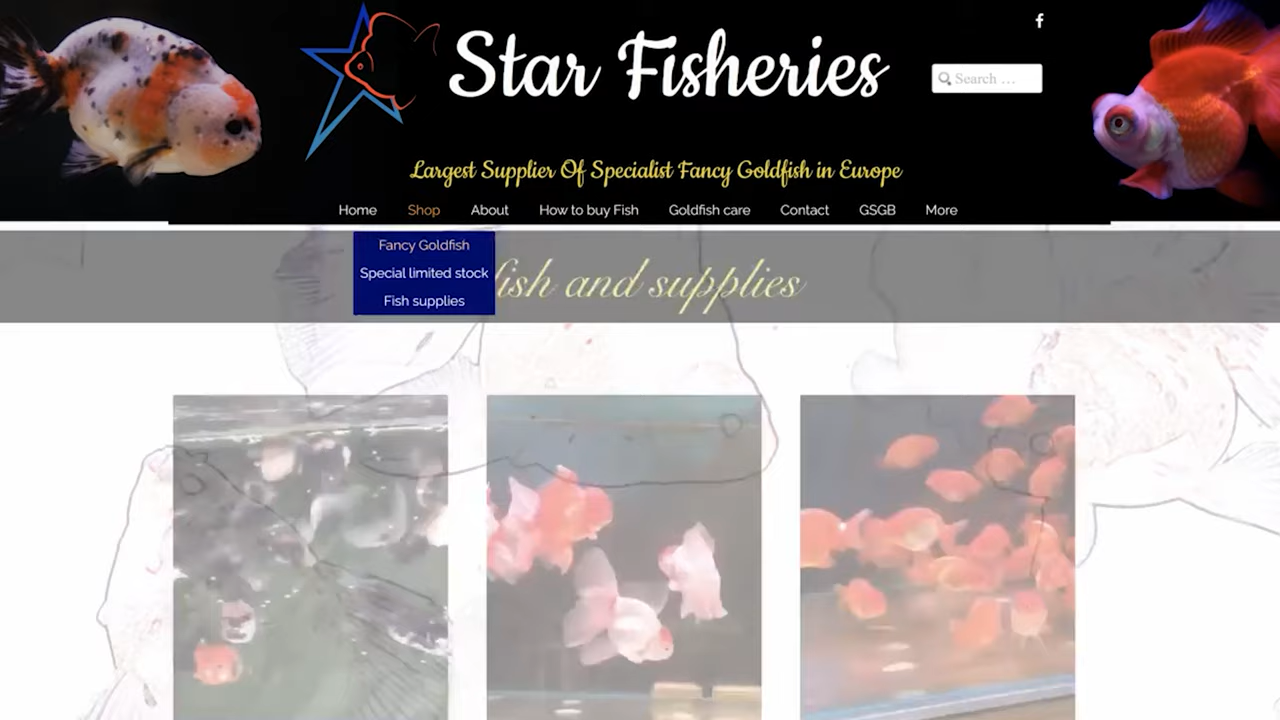 Star Fisheries
Search ...
Largest Supplier Of Specialist Fancy Goldfish in Europe
Home Shop About How to buy Fish Goldfish care Contact GSGB More
Fancy Goldfish
Special limited stock
Fish supplies
fish and supplies